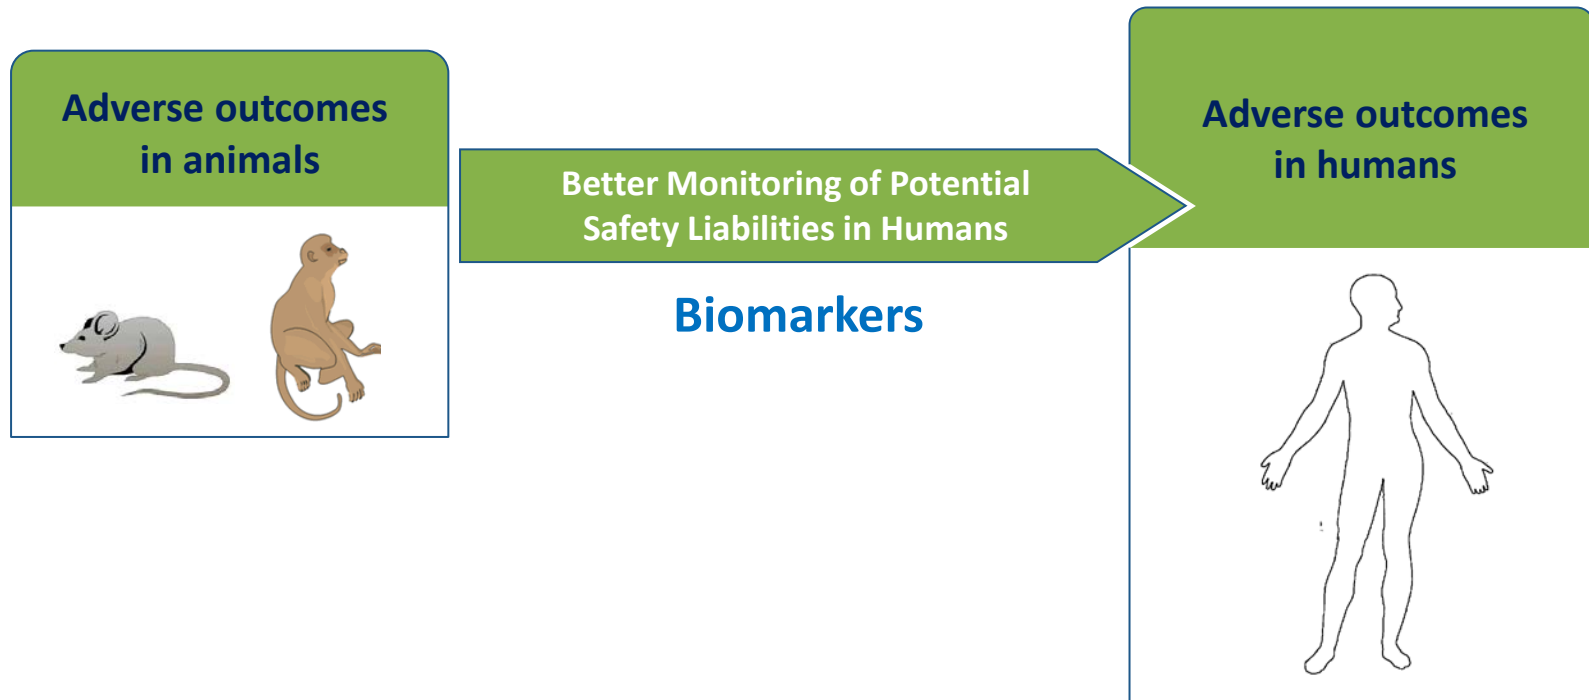 Adverse outcomes
in animals
Better Monitoring of Potential
Safety Liabilities in Humans
Biomarkers
Adverse outcomes
in humans